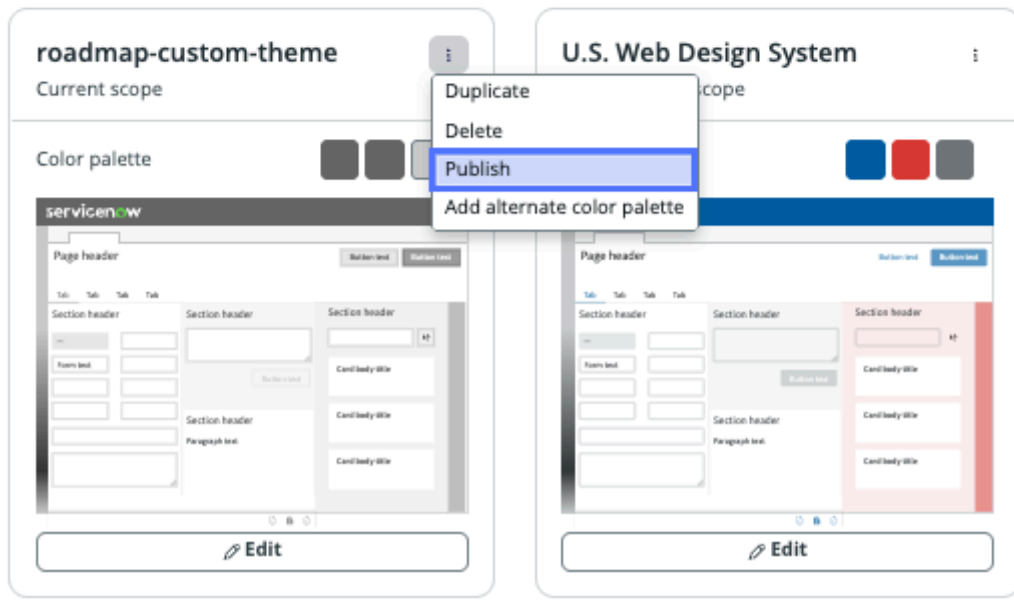 roadmap-custom-theme
Current scope
Duplicate
Delete
Publish
Add alternate color palette
Color palette
servicenow
Page header
Button text
Button text
Tab Tab Tab Tab
Section header
Section header
Section header
Form text
Button text
Card body title
Section header
Card body title
Paragraph text
Card body title
Edit
U.S. Web Design System
scope
Page header
Button text
Button text
Tab Tab Tab Tab
Section header
Section header
Section header
Form text
Button text
Card body title
Section header
Card body title
Paragraph text
Card body title
Edit